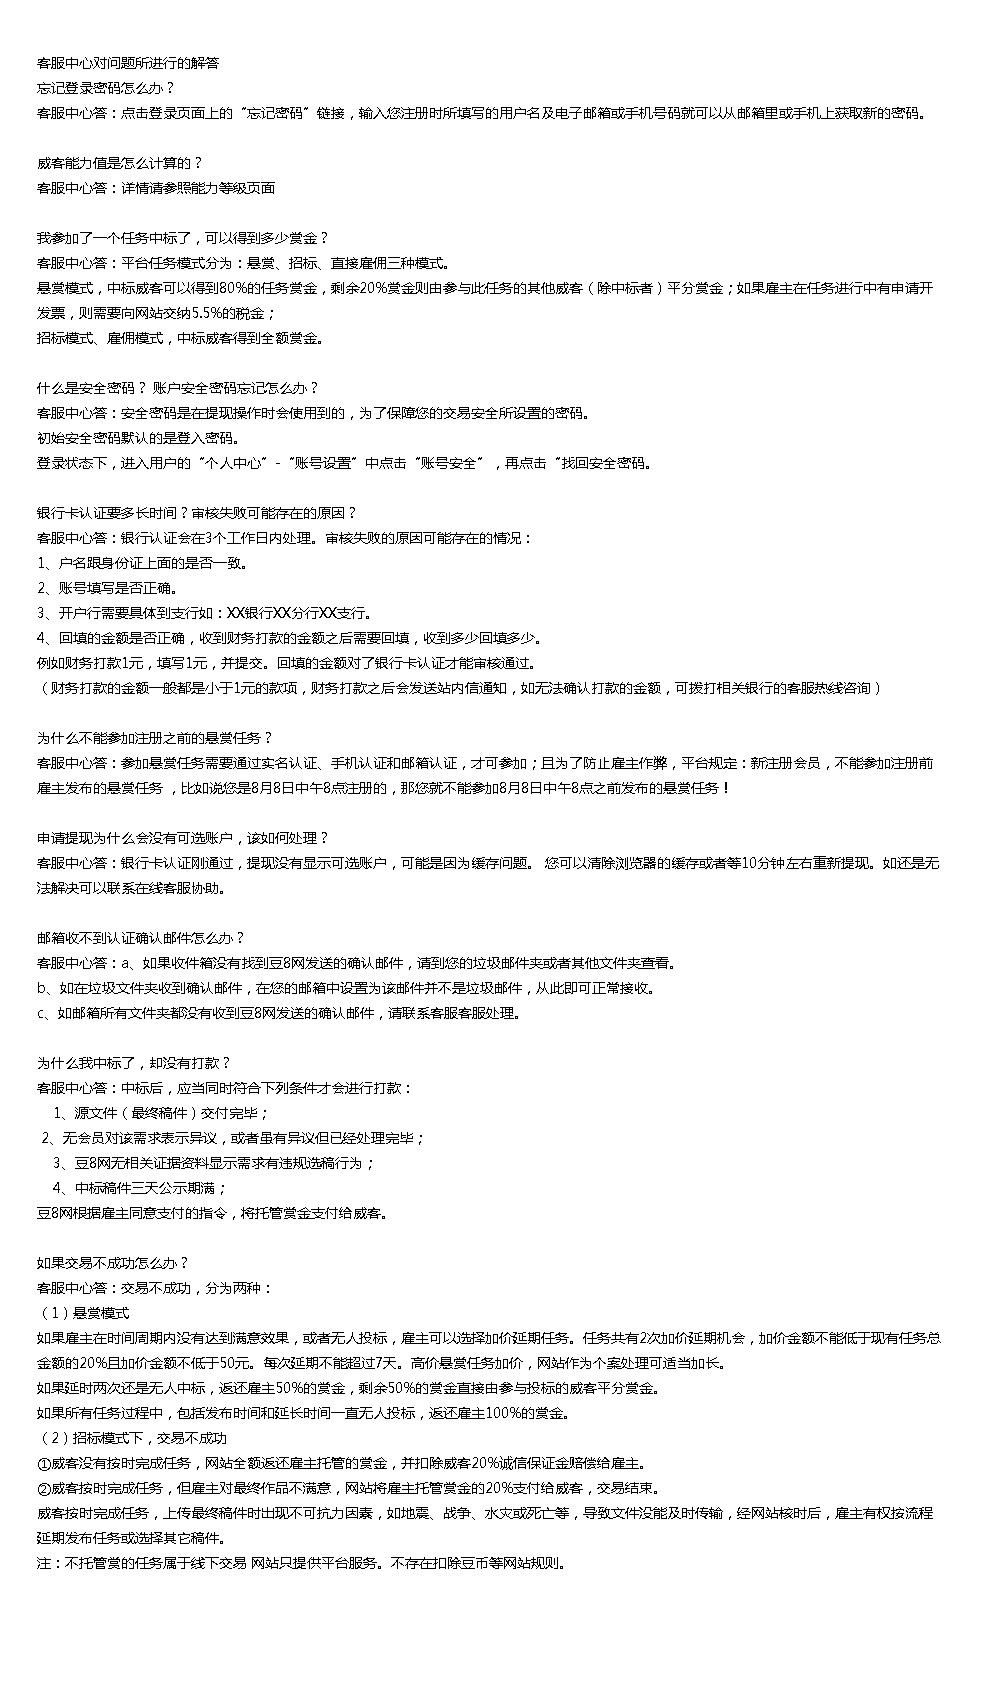 客服中心对问题所进行的解答
忘记登录密码怎么办？
客服中心答：点击登录页面上的“忘记密码”链接，输入您注册时所填写的用户名及电子邮箱或手机号码就可以从邮箱里或手机上获取新的密码。
威客能力值是怎么计算的？
客服中心答：详情请参照能力等级页面
我参加了一个任务中标了，可以得到多少赏金？
客服中心答：平台任务模式分为：悬赏、招标、直接雇佣三种模式。
悬赏模式，中标威客可以得到80%的任务赏金，剩余20%赏金则由参与此任务的其他威客（除中标者）平分赏金；如果雇主在任务进行中有申请开
发票，则需要向网站交纳5.5%的税金；
招标模式、雇佣模式，中标威客得到全额赏金。
什么是安全密码？ 账户安全密码忘记怎么办？
客服中心答：安全密码是在提现操作时会使用到的，为了保障您的交易安全所设置的密码。
初始安全密码默认的是登入密码。
登录状态下，进入用户的“个人中心”-“账号设置”中点击“账号安全”，再点击“找回安全密码。
银行卡认证要多长时间？审核失败可能存在的原因？
客服中心答：银行认证会在3个工作日内处理。审核失败的原因可能存在的情况：
1、户名跟身份证上面的是否一致。
2、账号填写是否正确。
3、开户行需要具体到支行如：XX银行XX分行XX支行。
4、回填的金额是否正确，收到财务打款的金额之后需要回填，收到多少回填多少。
例如财务打款1元，填写1元，并提交。回填的金额对了银行卡认证才能审核通过。
（财务打款的金额一般都是小于1元的款项，财务打款之后会发送站内信通知，如无法确认打款的金额，可拨打相关银行的客服热线咨询）
为什么不能参加注册之前的悬赏任务？
客服中心答：参加悬赏任务需要通过实名认证、手机认证和邮箱认证，才可参加；且为了防止雇主作弊，平台规定：新注册会员，不能参加注册前
雇主发布的悬赏任务 ，比如说您是8月8日中午8点注册的，那您就不能参加8月8日中午8点之前发布的悬赏任务！
申请提现为什么会没有可选账户，该如何处理？
客服中心答：银行卡认证刚通过，提现没有显示可选账户，可能是因为缓存问题。 您可以清除浏览器的缓存或者等10分钟左右重新提现。如还是无
法解决可以联系在线客服协助。
邮箱收不到认证确认邮件怎么办？
客服中心答：a、如果收件箱没有找到豆8网发送的确认邮件，请到您的垃圾邮件夹或者其他文件夹查看。
b、如在垃圾文件夹收到确认邮件，在您的邮箱中设置为该邮件并不是垃圾邮件，从此即可正常接收。
c、如邮箱所有文件夹都没有收到豆8网发送的确认邮件，请联系客服客服处理。
为什么我中标了，却没有打款？
客服中心答：中标后，应当同时符合下列条件才会进行打款：
1、源文件（最终稿件）交付完毕；
2、无会员对该需求表示异议，或者虽有异议但已经处理完毕；
3、豆8网无相关证据资料显示需求有违规选稿行为；
4、中标稿件三天公示期满；
豆8网根据雇主同意支付的指令，将托管赏金支付给威客。
如果交易不成功怎么办？
客服中心答：交易不成功，分为两种：
（1）悬赏模式
如果雇主在时间周期内没有达到满意效果，或者无人投标，雇主可以选择加价延期任务。任务共有2次加价延期机会，加价金额不能低于现有任务总
金额的20%且加价金额不低于50元。每次延期不能超过7天。高价悬赏任务加价，网站作为个案处理可适当加长。
如果延时两次还是无人中标，返还雇主50%的赏金，剩余50%的赏金直接由参与投标的威客平分赏金。
如果所有任务过程中，包括发布时间和延长时间一直无人投标，返还雇主100%的赏金。
（2）招标模式下，交易不成功
①威客没有按时完成任务，网站全额返还雇主托管的赏金，并扣除威客20%诚信保证金赔偿给雇主。
②威客按时完成任务，但雇主对最终作品不满意，网站将雇主托管赏金的20%支付给威客，交易结束。
威客按时完成任务，上传最终稿件时出现不可抗力因素，如地震、战争、水灾或死亡等，导致文件没能及时传输，经网站核时后，雇主有权按流程
延期发布任务或选择其它稿件。
注：不托管赏的任务属于线下交易 网站只提供平台服务。不存在扣除豆币等网站规则。